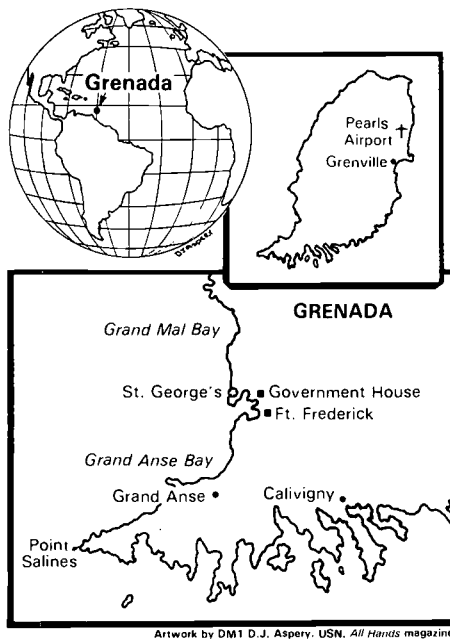 Grenada
Pearls
Airport
Grenville
GRENADA
Grand Mal Bay
St. George's
Government House
Ft. Frederick
Grand Anse Bay
Grand Anse
Calivigny
Point
Salines
Artwork by DM1 D.J. Aspery. USN. All Hands magazine